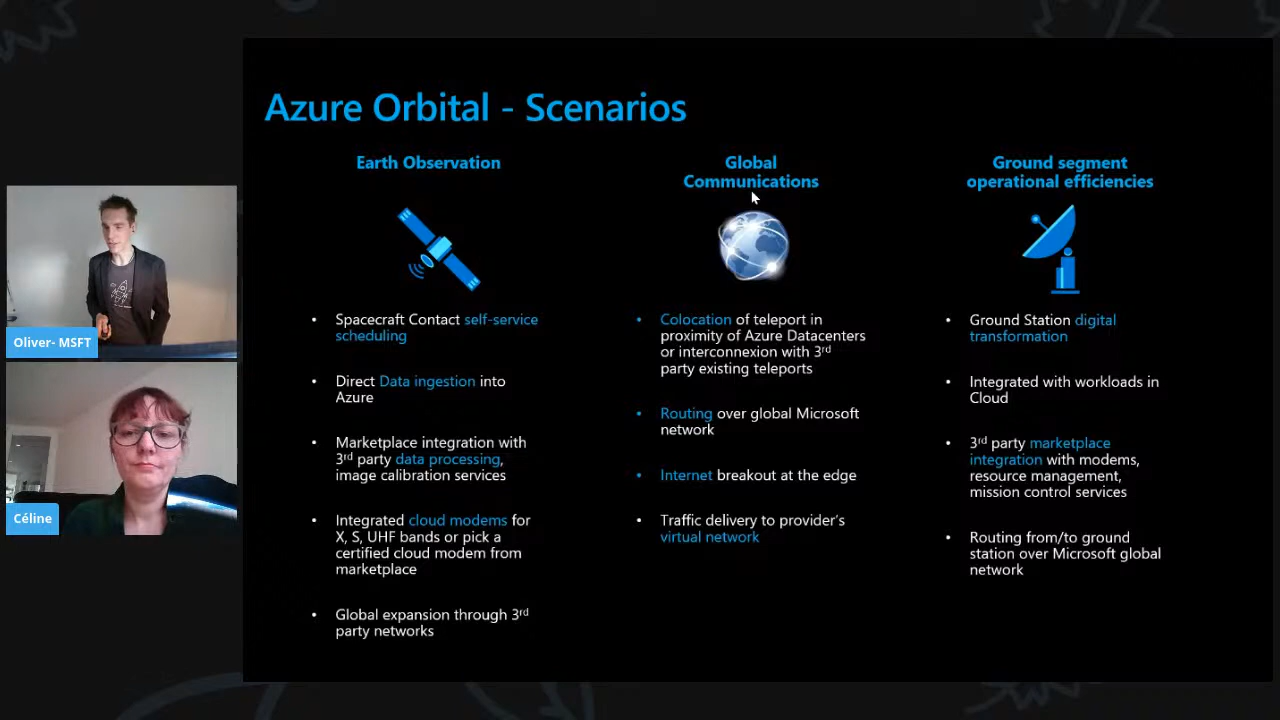 Azure Orbital - Scenarios
Earth Observation
Spacecraft Contact self-service
scheduling
Direct Data ingestion into
Azure
Marketplace integration with
3rd party data processing,
image calibration services
Integrated cloud modems for
X, S, UHF bands or pick a
certified cloud modem from
marketplace
Global expansion through 3rd
party networks
Global
Communications
Colocation of teleport in
proximity of Azure Datacenters
or interconnexion with 3rd
party existing teleports
Routing over global Microsoft
network
Internet breakout at the edge
Traffic delivery to provider's
virtual network
Ground segment
operational efficiencies
Ground Station digital
transformation
Integrated with workloads in
Cloud
3rd party marketplace
integration with modems,
resource management,
mission control services
Routing from/to ground
station over Microsoft global
network
Oliver- MSFT
Céline